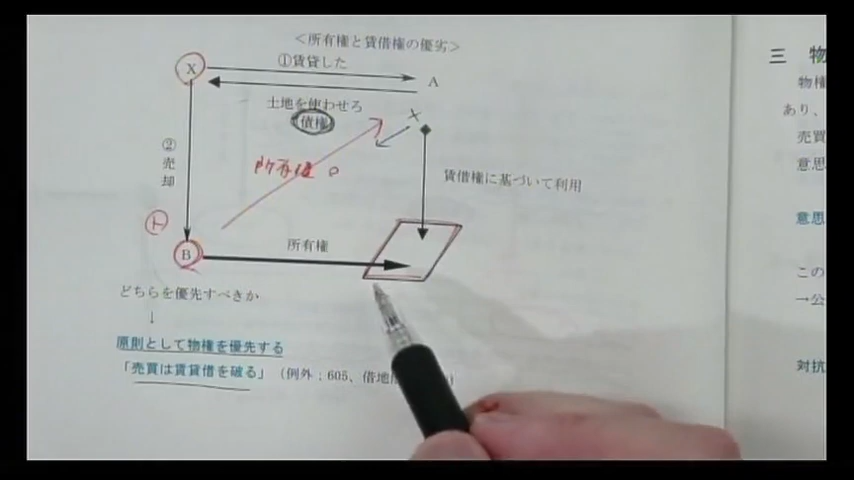 <所有権と賃借権の優劣>
①賃貸した
X
A
土地を使わせろ
債権
X
②売却
所有権
賃借権に基づいて利用
T
B
所有権
どちらを優先すべきか
↓
原則として物権を優先する
「売買は賃貸借を破る」(例外；605、借地
三 物
物権
あり、
売買
意思
意思
この
→公
対抗